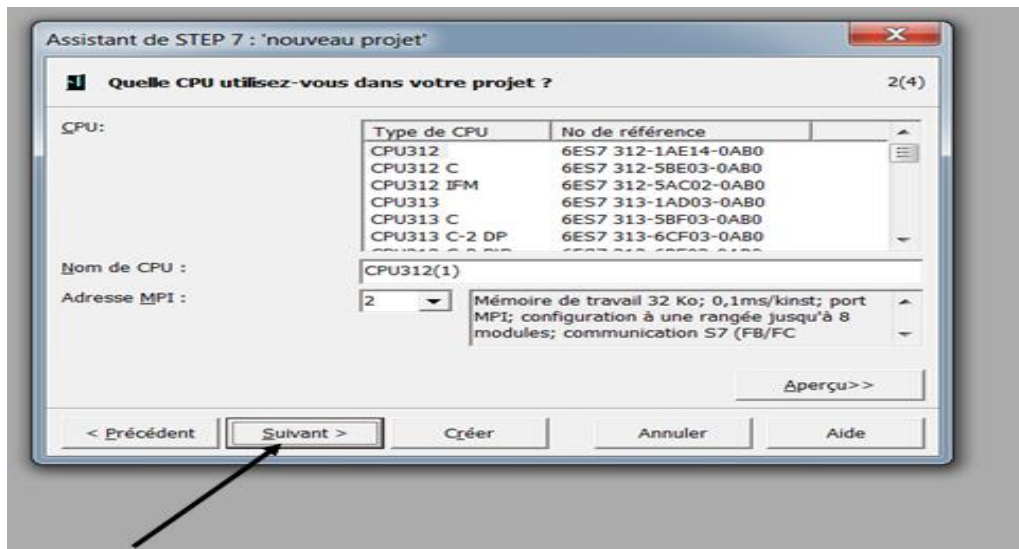 Assistant de STEP 7 : 'nouveau projet'
Quelle CPU utilisez-vous dans votre projet ?
2(4)
CPU:
Type de CPU No de référence
CPU312 6ES7 312-1AE14-0AB0
CPU312 C 6ES7 312-5BE03-0AB0
CPU312 IFM 6ES7 312-5AC02-0AB0
CPU313 6ES7 313-1AD03-0AB0
CPU313 C 6ES7 313-5BF03-0AB0
CPU313 C-2 DP 6ES7 313-6CF03-0AB0
Nom de CPU :
CPU312(1)
Adresse MPI :
2
Mémoire de travail 32 Ko; 0,1ms/kinst; port
MPI; configuration à une rangée jusqu'à 8
modules; communication S7 (FB/FC
Aperçu>>
< Précédent
Suivant >
Créer
Annuler
Aide